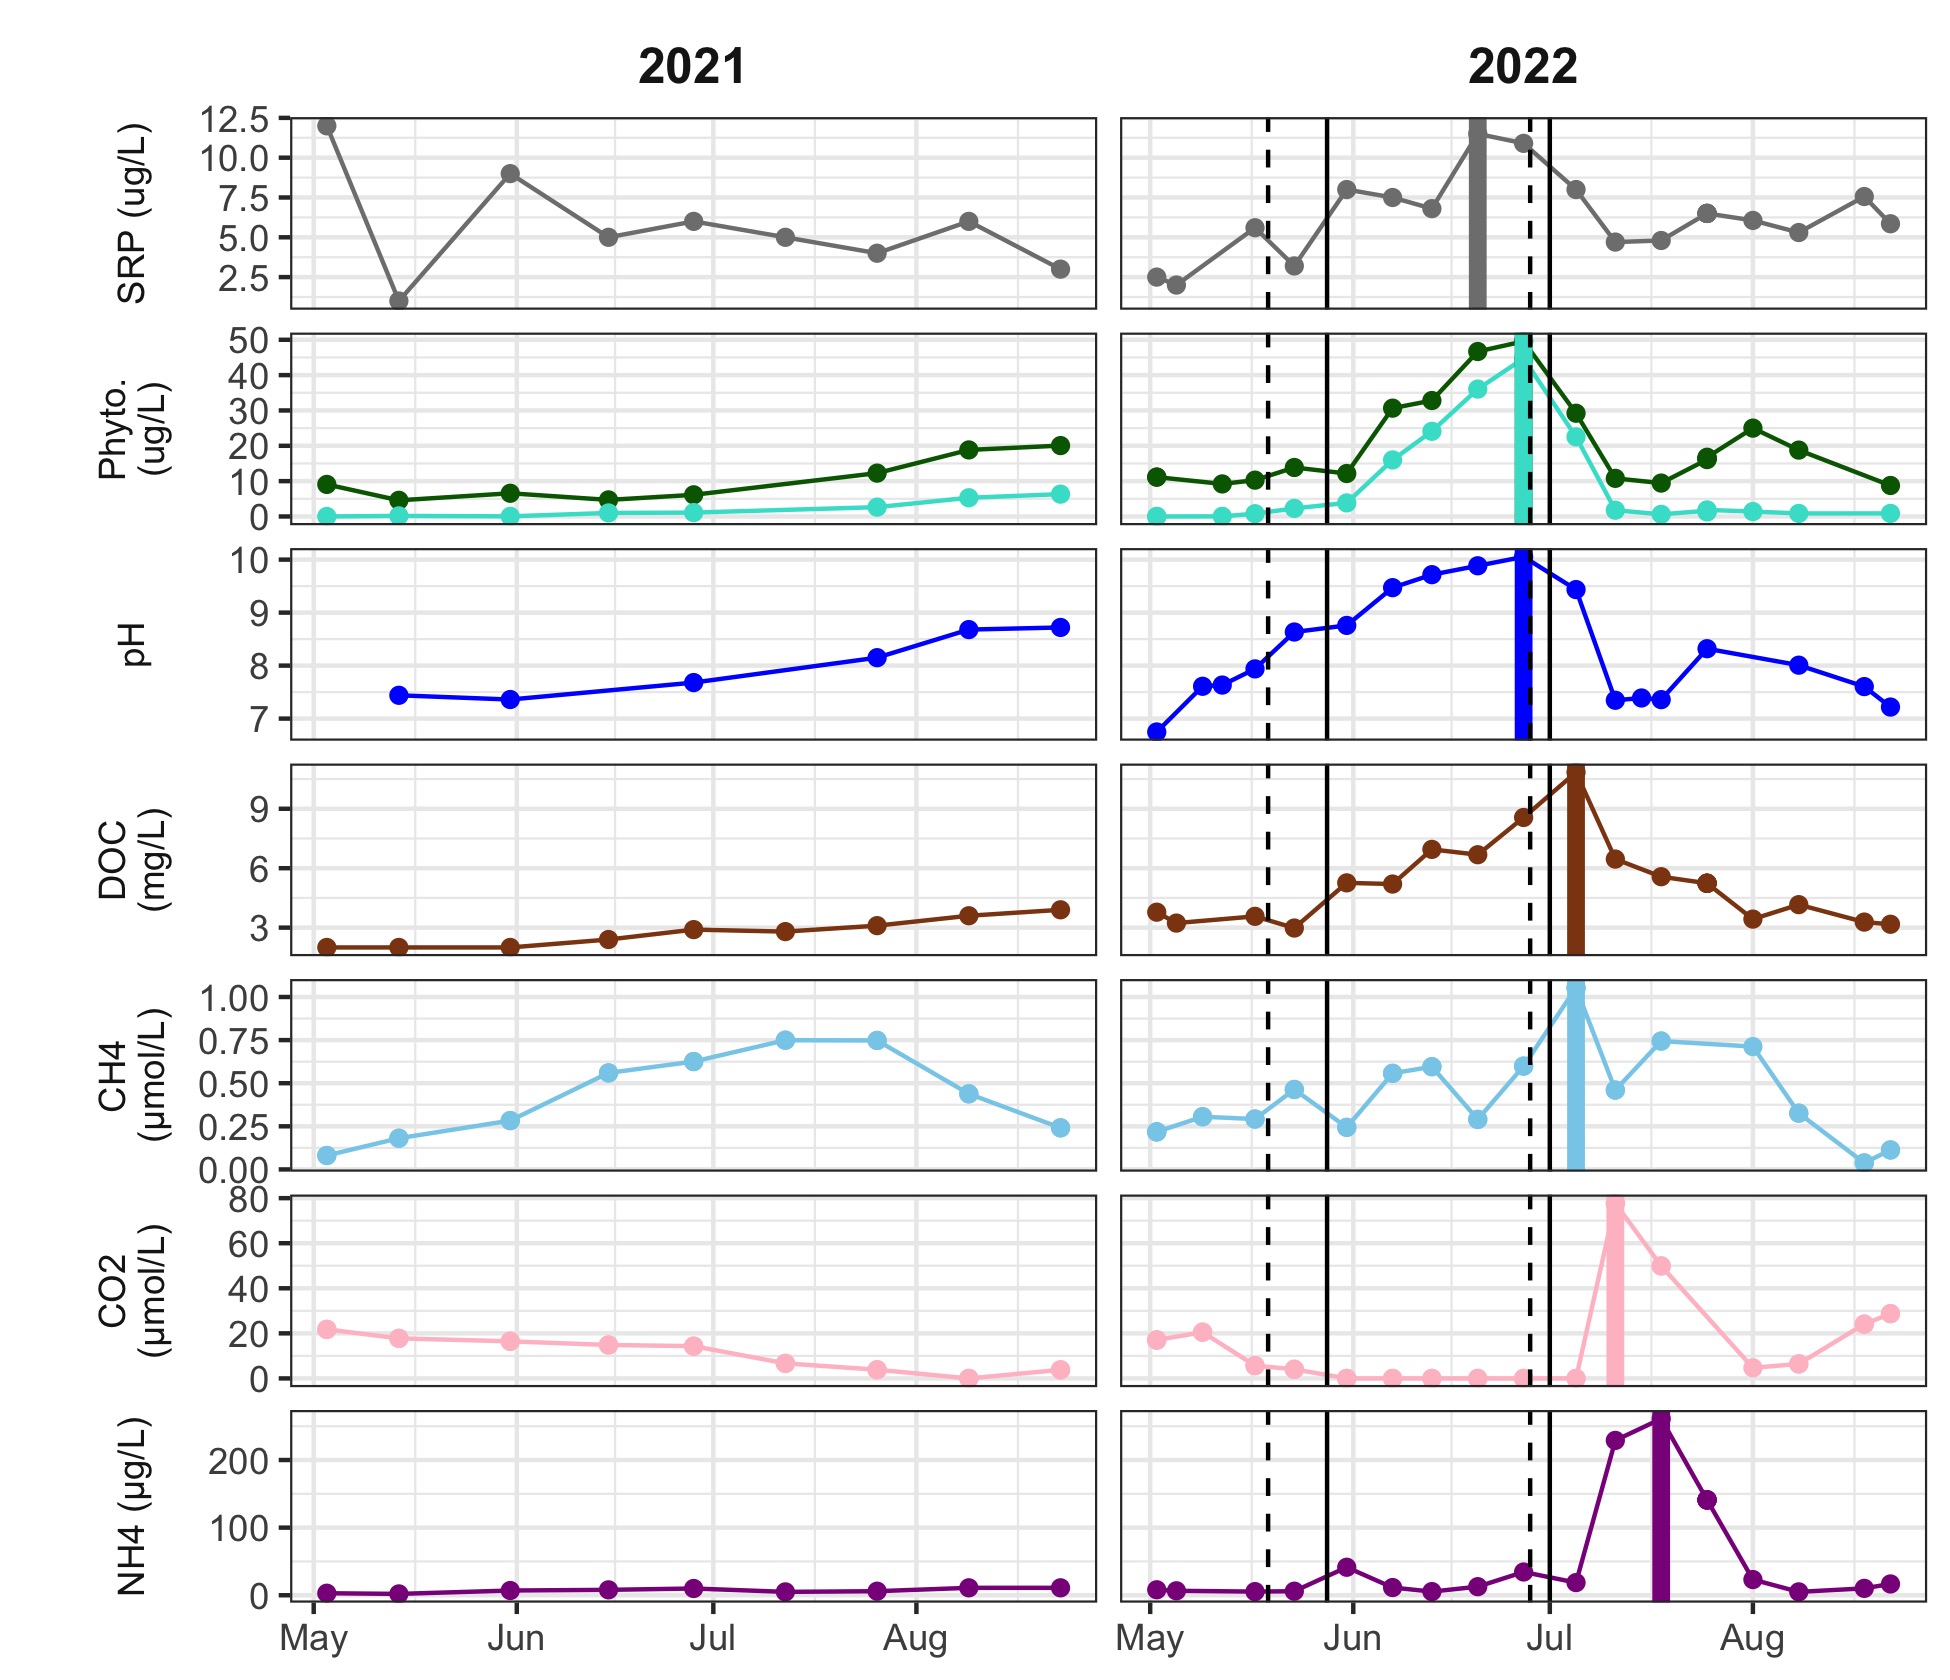 2021 2022
SRP (ug/L)
12.5
10.0
7.5
5.0
2.5
Phyto.
(ug/L)
50
40
30
20
10
0
pH
10
9
8
7
DOC
(mg/L)
9
6
3
CH4
(µmol/L)
1.00
0.75
0.50
0.25
0.00
CO2
(µmol/L)
80
60
40
20
0
NH4 (µg/L)
200
100
0
May Jun Jul Aug May Jun Jul Aug